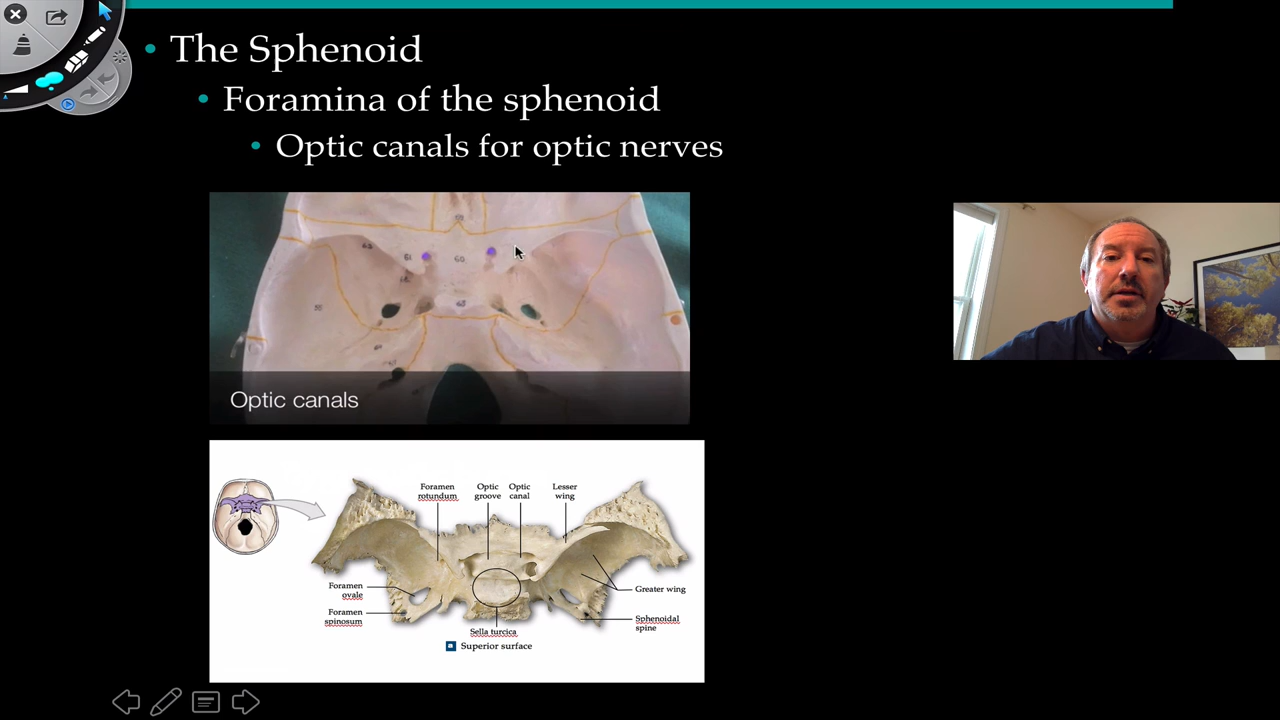 The Sphenoid
Foramina of the sphenoid
Optic canals for optic nerves
Optic canals
Foramen
rotundum
Optic
groove
Optic
canal
Lesser
wing
Foramen
ovale
Foramen
spinosum
Greater wing
Sphenoidal
spine
Sella turcica
a Superior surface